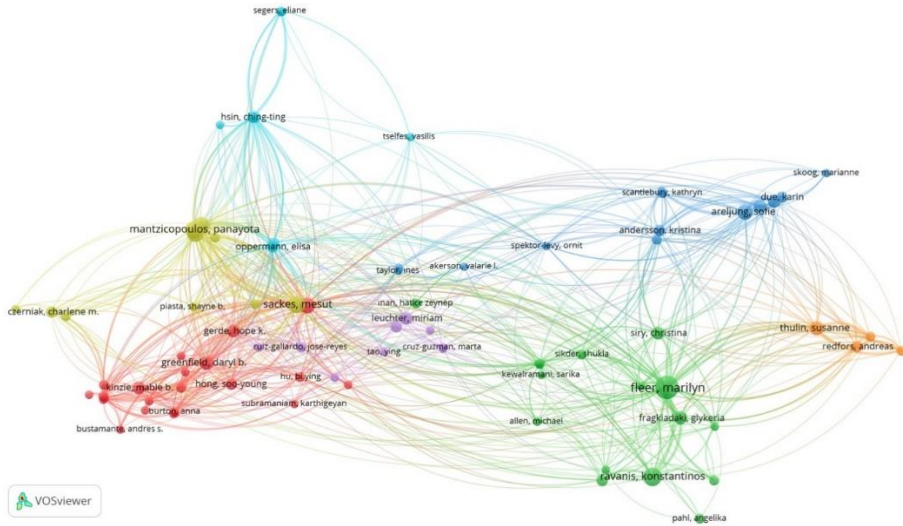 segers, eliane
hsin, ching-ting
tselfes, vasilis
skoog, marianne
scantlebury, kathryn
due, karin
areljung, sofie
mantzicopoulos, panayota
andersson, kristina
oppermann, elisa
spektor-levy, ornit
taylor, ines
akerson, valarie l.
czerniak, charlene m.
piasta, shayne b.
sackes, mesut
inan, hatice zeynep
leuchter, miriam
gerde, hope k.
siry, christina
thulin, susanne
ruiz-gallardo, jose-reyes
tao, ying
cruz-guzman, marta
redfors, andreas
greenfield, daryl b.
sikder, shukla
kewalramani, sarika
kinzie, mable b.
hong, soo-young
hu, bi ying
fleer, marilyn
burton, anna
subramaniam, karthigeyan
allen, michael
fragkiadaki, glykeria
bustamante, andres s.
ravanis, konstantinos
VOSviewer
pahl, angelika